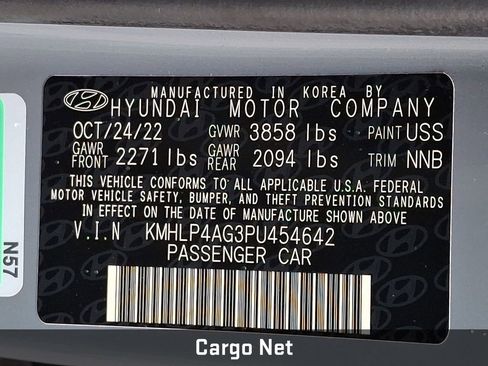 MANUFACTURED IN KOREA BY
HYUNDAI MOTOR COMPANY
OCT/24/22 GVWR 3858 lbs PAINT USS
GAWR FRONT 2271 lbs GAWR REAR 2094 lbs TRIM NNB
THIS VEHICLE CONFORMS TO ALL APPLICABLE U.S.A. FEDERAL
MOTOR VEHICLE SAFETY, BUMPER, AND THEFT PREVENTION STANDARDS
IN EFFECT ON THE DATE OF MANUFACTURE SHOWN ABOVE
V.I.N KMHLP4AG3PU454642
PASSENGER CAR
N57
Cargo Net